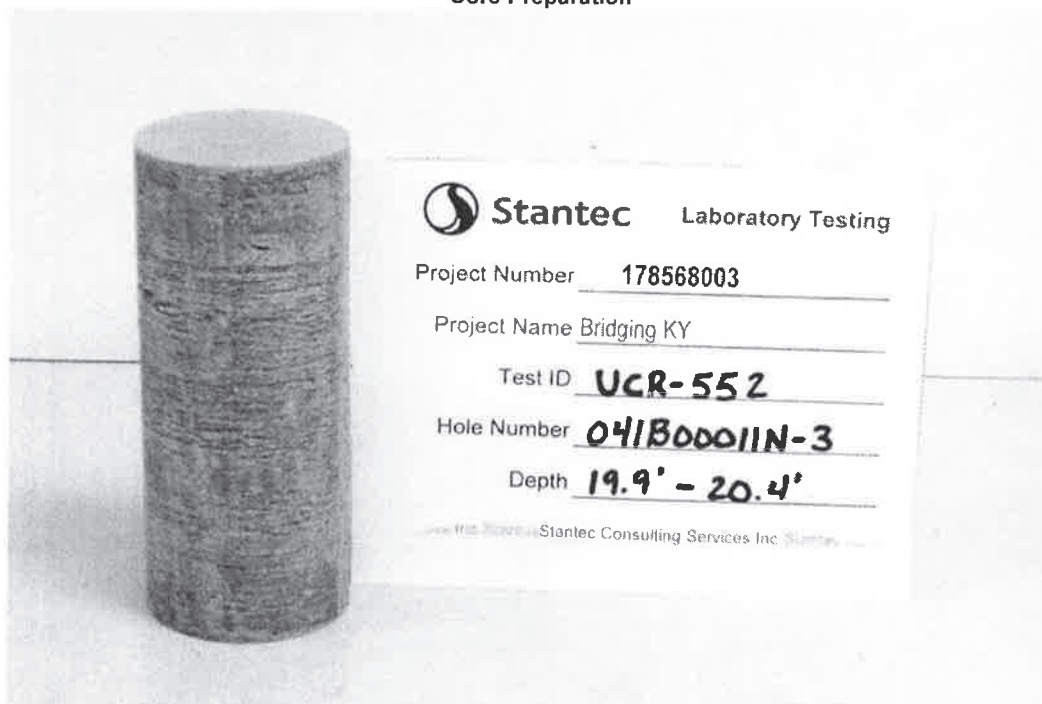 Core Preparation
Stantec Laboratory Testing
Project Number 178568003
Project Name Bridging KY
Test ID UCR-552
Hole Number 041B00011N-3
Depth 19.9' - 20.4'
Stantec Consulting Services Inc